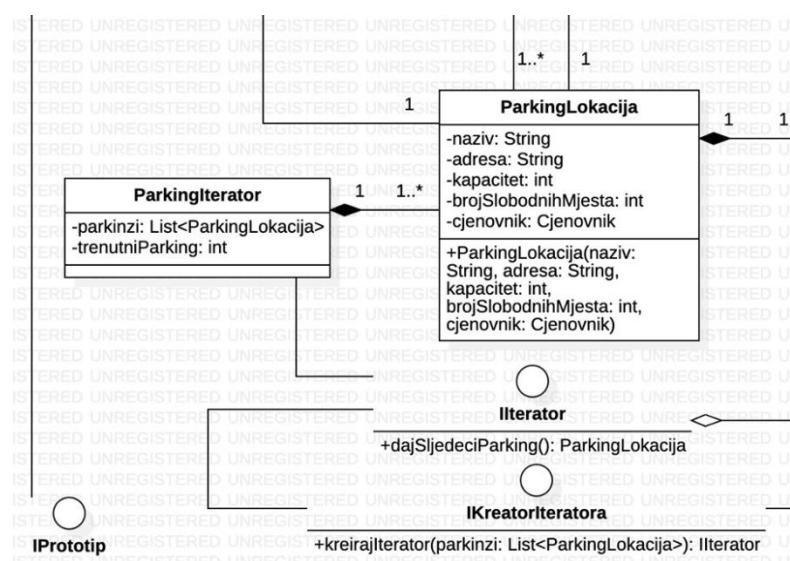 1..*
1
1
ParkingLokacija
1
1
-naziv: String
-adresa: String
-kapacitet: int
-brojSlobodnihMjesta: int
-cjenovnik: Cjenovnik
ParkingIterator
1
1..*
-parkinzi: List<ParkingLokacija>
-trenutniParking: int
+ParkingLokacija(naziv:
String, adresa: String,
kapacitet: int,
brojSlobodnihMjesta: int,
cjenovnik: Cjenovnik)
IIterator
+dajSljedeciParking(): ParkingLokacija
IKreatorIteratora
+kreirajIterator(parkinzi: List<ParkingLokacija>): IIterator
IPrototip